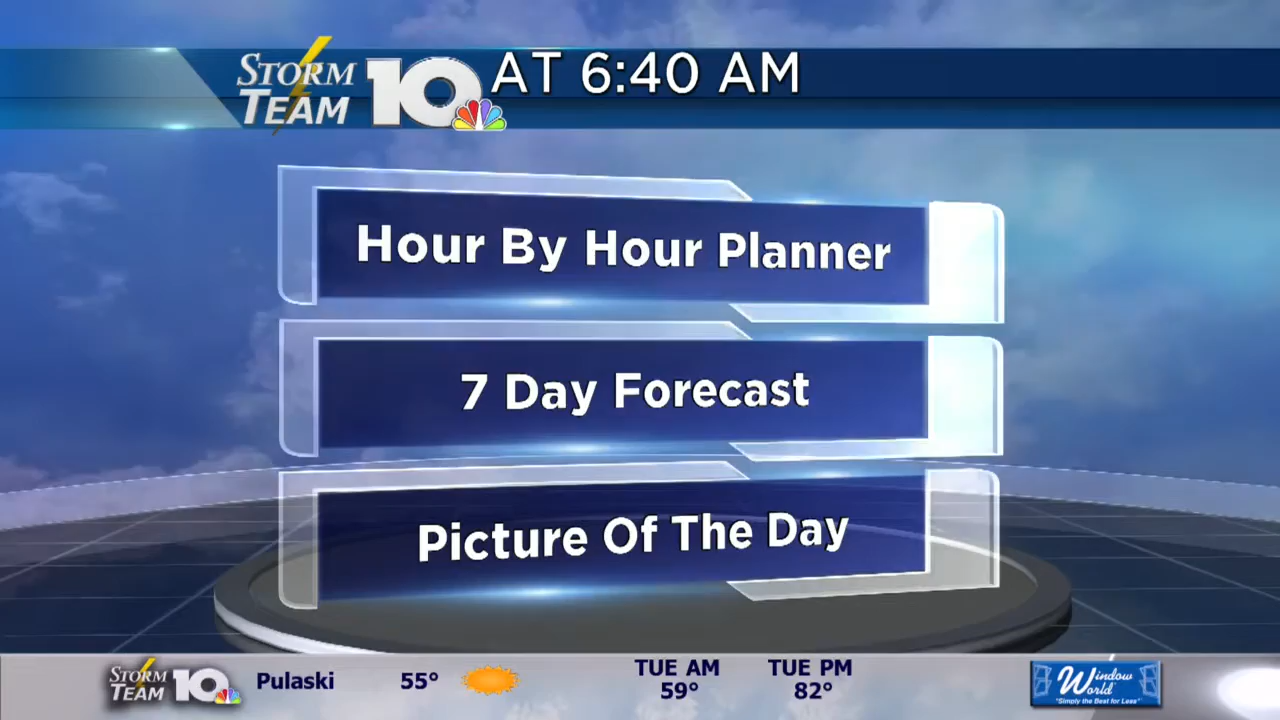 STORM TEAM 10 AT 6:40 AM
Hour By Hour Planner
7 Day Forecast
Picture Of The Day
STORM TEAM 10 Pulaski 55° TUE AM 59° TUE PM 82° Window World "Simply the Best for Less"